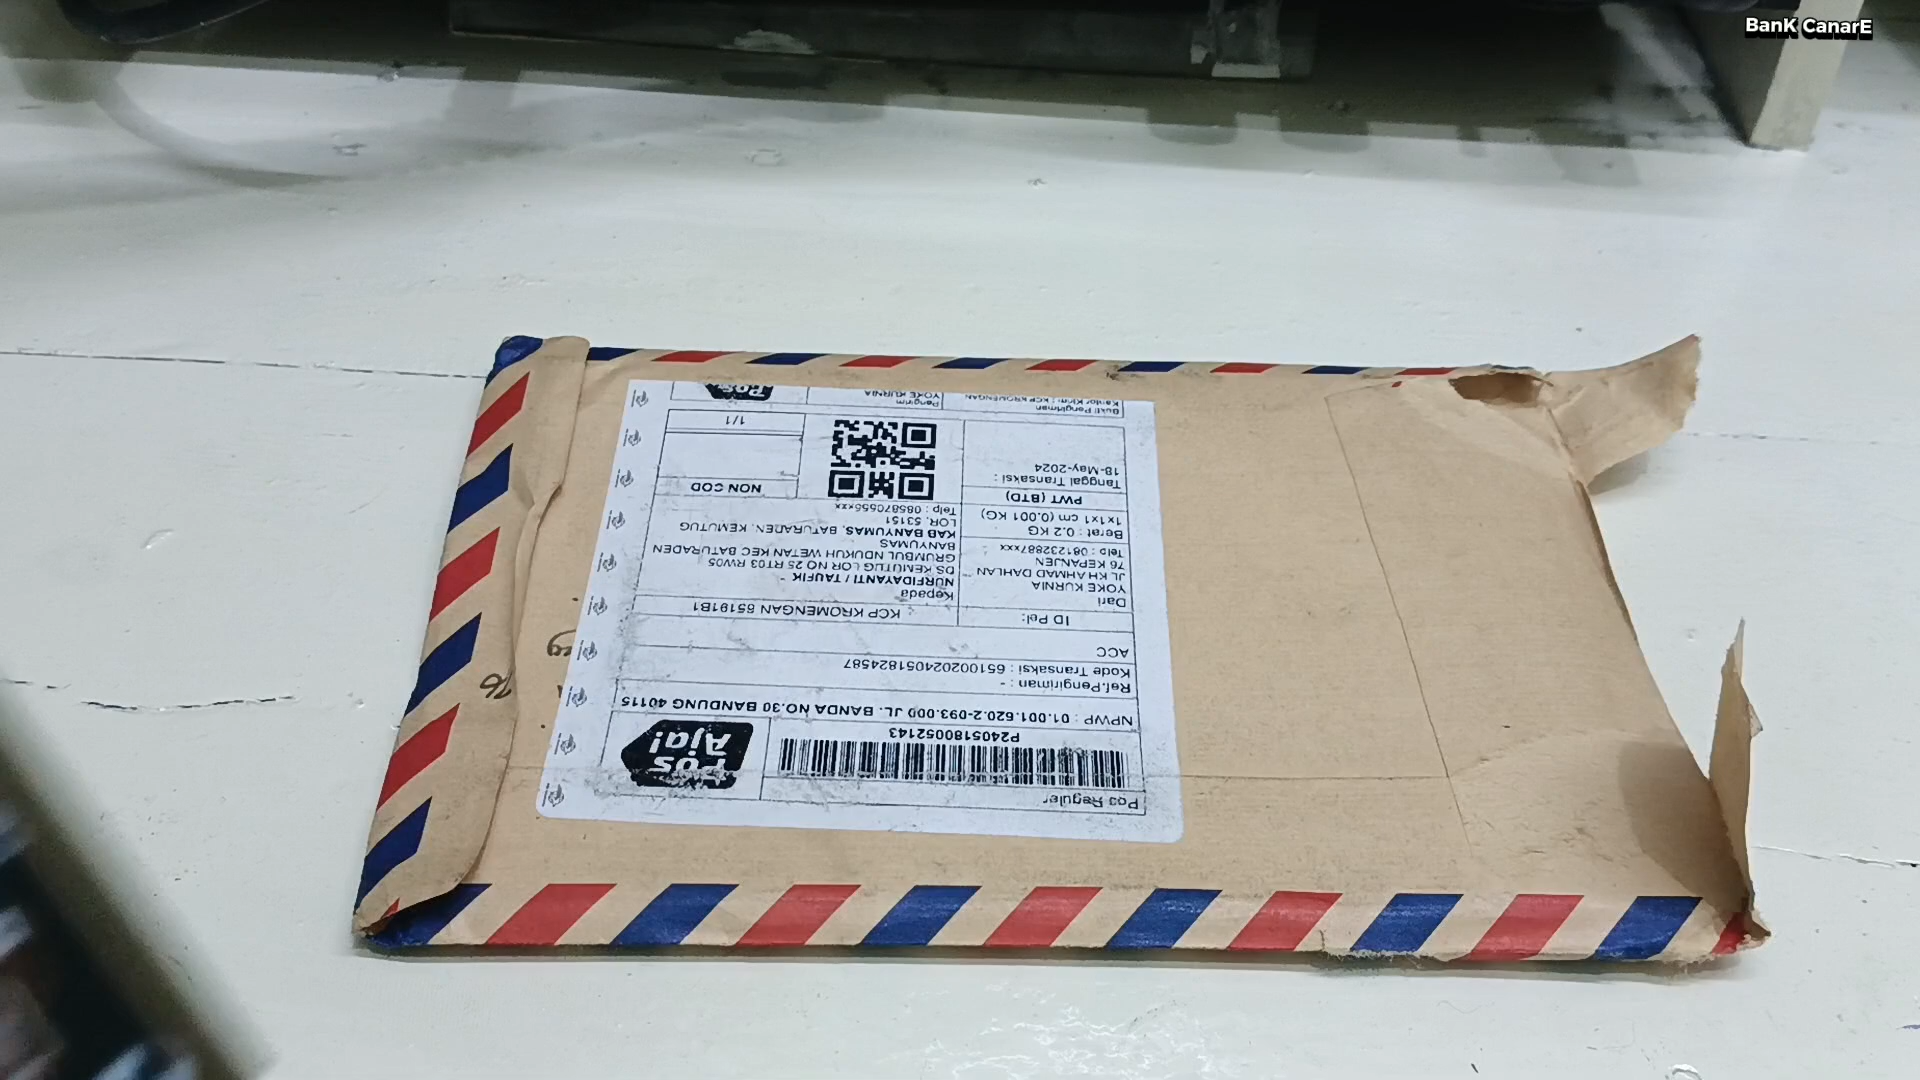 BanK CanarE
Pos Reguler
Pos
Aja!
P2405180052143
NPWP : 01.001.620.2-093.000 JL. BANDA NO.30 BANDUNG 40115
Ref.Pengiriman : -
Kode Transaksi : 651002024051824587
ACC
ID Pel:
KCP KROMENGAN 65191B1
Dari
YOKE KURNIA
JL KH AHMAD DAHLAN
76 KEPANJEN
Telp : 081232887xxx
Berat : 0.2 KG
1x1x1 cm (0.001 KG)
PWT (BTD)
Tanggal Transaksi :
18-May-2024
Kepada
NURFIDAYANTI / TAUFIK -
DS KEMUTUG LOR NO 25 RT03 RW05
GRUMBUL NDUKUH WETAN KEC BATURADEN
BANYUMAS
KAB BANYUMAS, BATURADEN, KEMUTUG
LOR, 53151
Telp : 085870555xxx
NON COD
1/1
Bukti Pengiriman
Kantor Kirim : KCP KROMENGAN
Pengirim
YOKE KURNIA
Pos